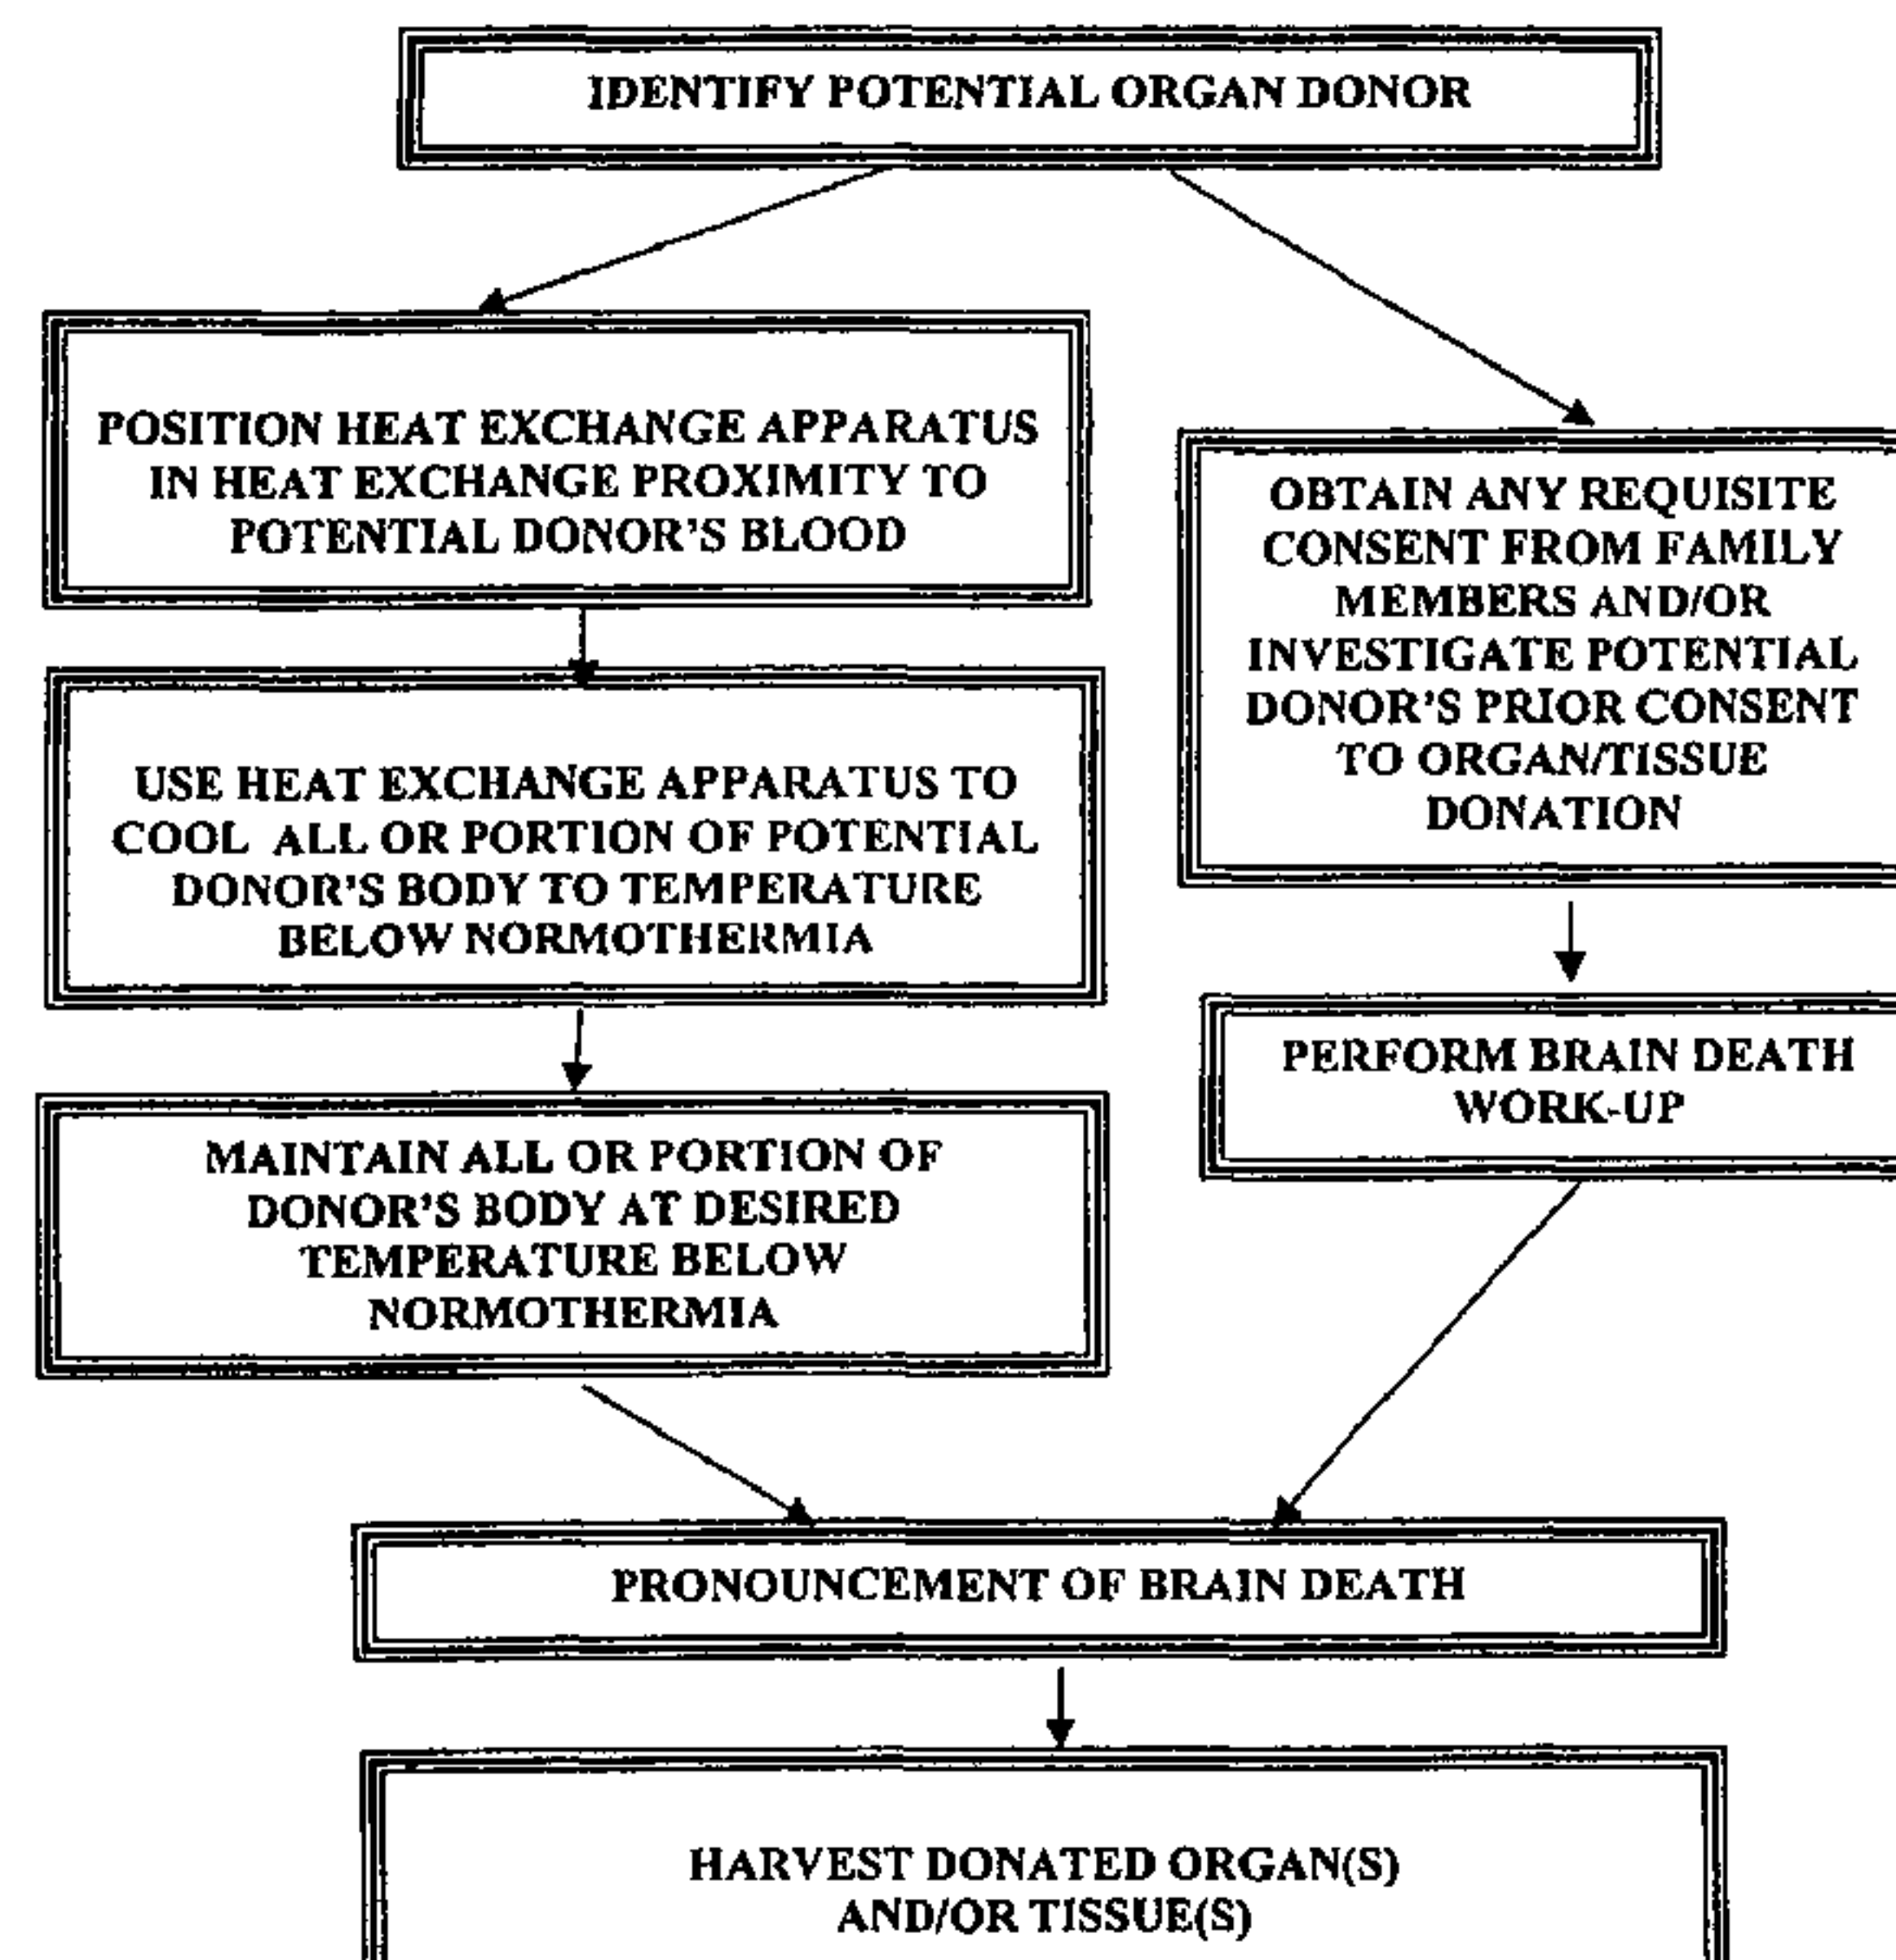 IDENTIFY POTENTIAL ORGAN DONOR
POSITION HEAT EXCHANGE APPARATUS
IN HEAT EXCHANGE PROXIMITY TO
POTENTIAL DONOR'S BLOOD
OBTAIN ANY REQUISITE
CONSENT FROM FAMILY
MEMBERS AND/OR
INVESTIGATE POTENTIAL
DONOR'S PRIOR CONSENT
TO ORGAN/TISSUE
DONATION
USE HEAT EXCHANGE APPARATUS TO
COOL ALL OR PORTION OF POTENTIAL
DONOR'S BODY TO TEMPERATURE
BELOW NORMOTHERMIA
PERFORM BRAIN DEATH
WORK-UP
MAINTAIN ALL OR PORTION OF
DONOR'S BODY AT DESIRED
TEMPERATURE BELOW
NORMOTHERMIA
PRONOUNCEMENT OF BRAIN DEATH
HARVEST DONATED ORGAN(S)
AND/OR TISSUE(S)